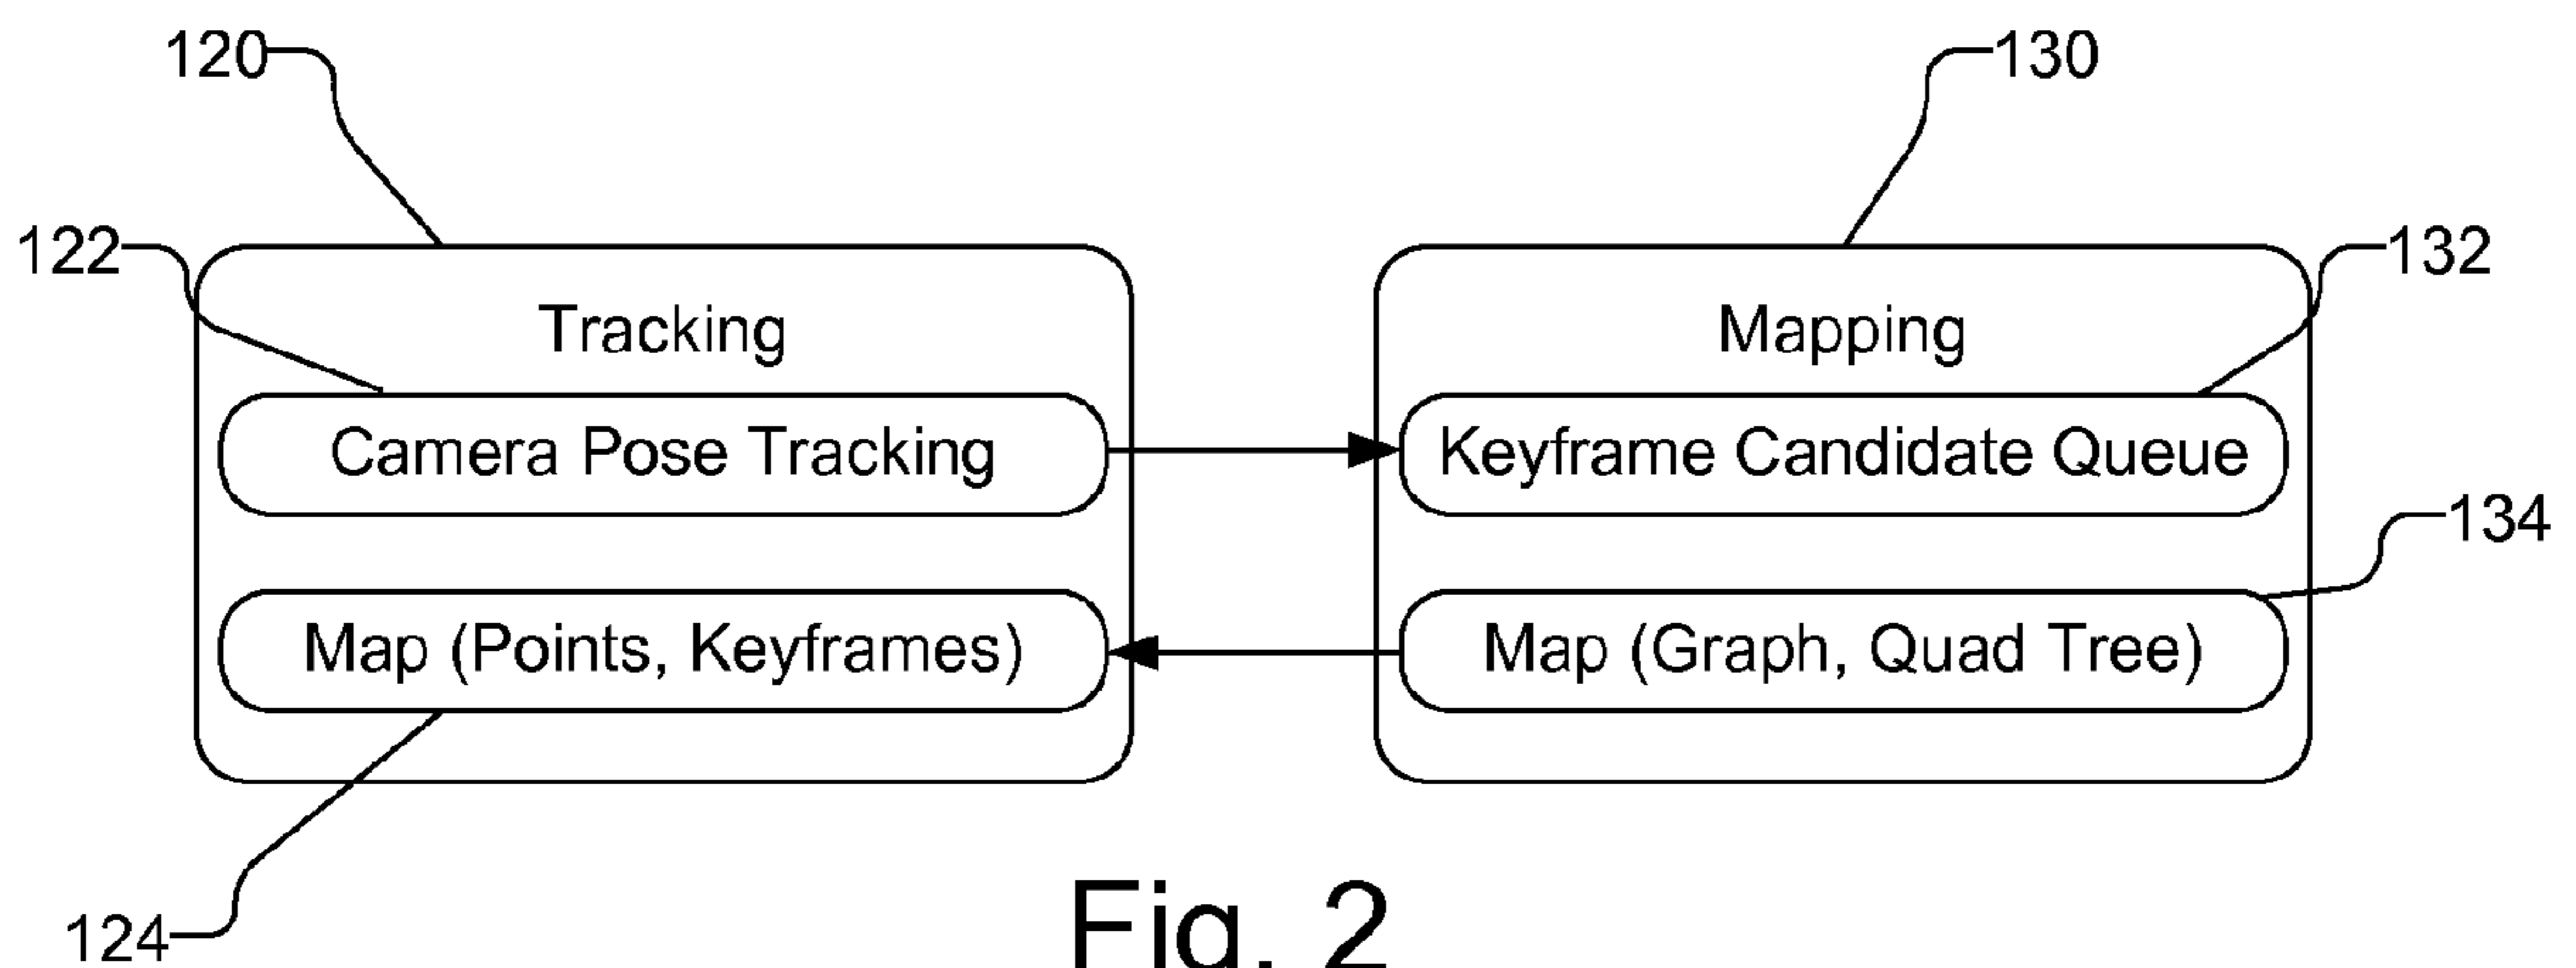 120
130
122
132
Tracking
Mapping
Camera Pose Tracking
Keyframe Candidate Queue
134
Map (Points, Keyframes)
Map (Graph, Quad Tree)
124
Fig. 2